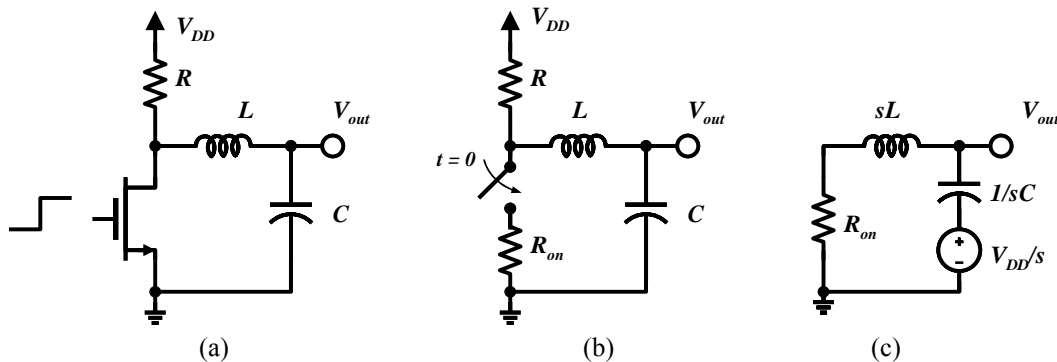 V_DD
R
L
V_out
C
(a)
V_DD
R
L
V_out
t = 0
C
R_on
(b)
sL
V_out
1/sC
R_on
+
−
V_DD/s
(c)